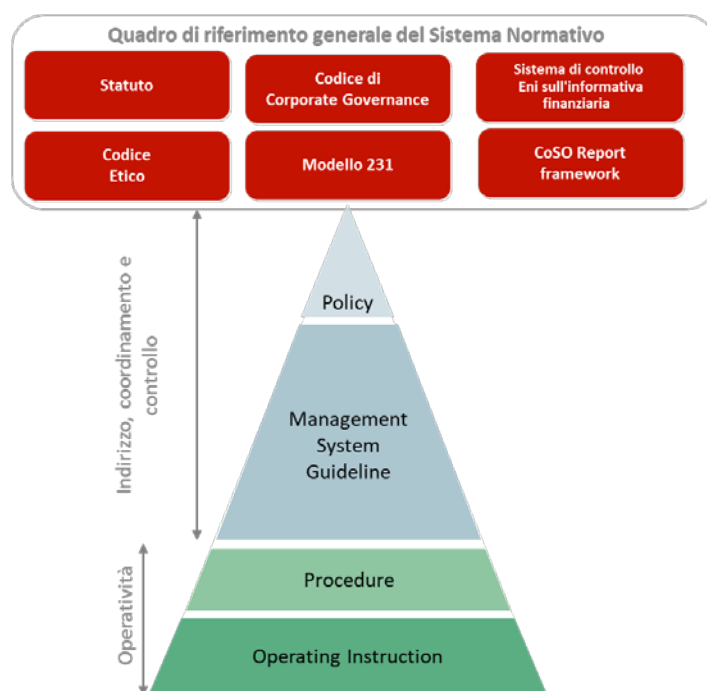 Quadro di riferimento generale del Sistema Normativo
Statuto
Codice di
Corporate Governance
Sistema di controllo
Eni sull'informativa
finanziaria
Codice
Etico
Modello 231
CoSO Report
framework
Indirizzo, coordinamento e
controllo
Policy
Management
System
Guideline
Operatività
Procedure
Operating Instruction